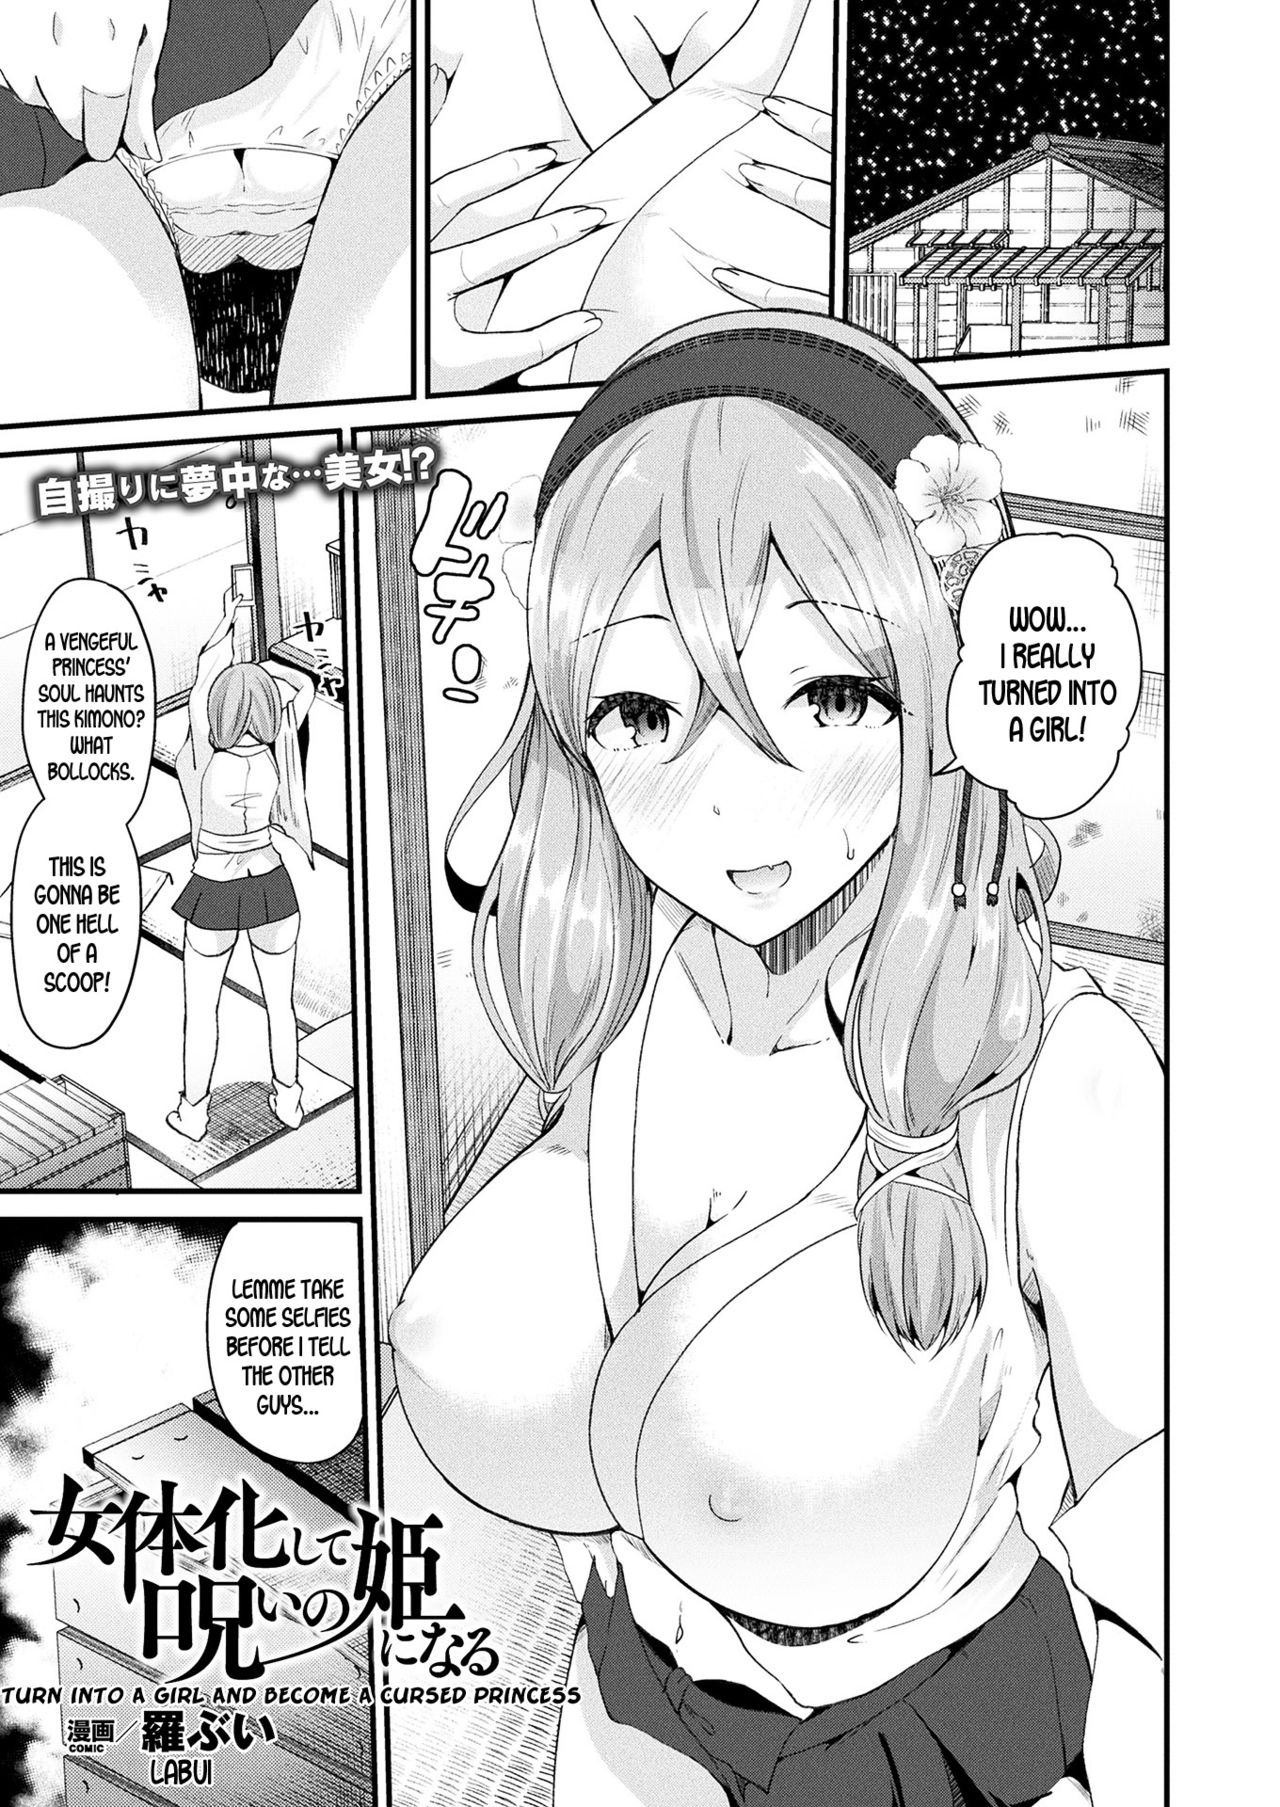 WOW...
I REALLY
TURNED INTO
A GIRL!
ドキ
ドキ
自撮りに夢中な…美女!?
カシャ
カシャ
A VENGEFUL
PRINCESS'
SOUL HAUNTS
THIS KIMONO?
WHAT
BOLLOCKS.
THIS IS
GONNA BE
ONE HELL
OF A
SCOOP!
LEMME TAKE
SOME SELFIES
BEFORE I TELL
THE OTHER
GUYS...
女体化して
呪いの姫
になる
TURN INTO A GIRL AND BECOME A CURSED PRINCESS
漫画/羅ぶい
COMIC
LABUI